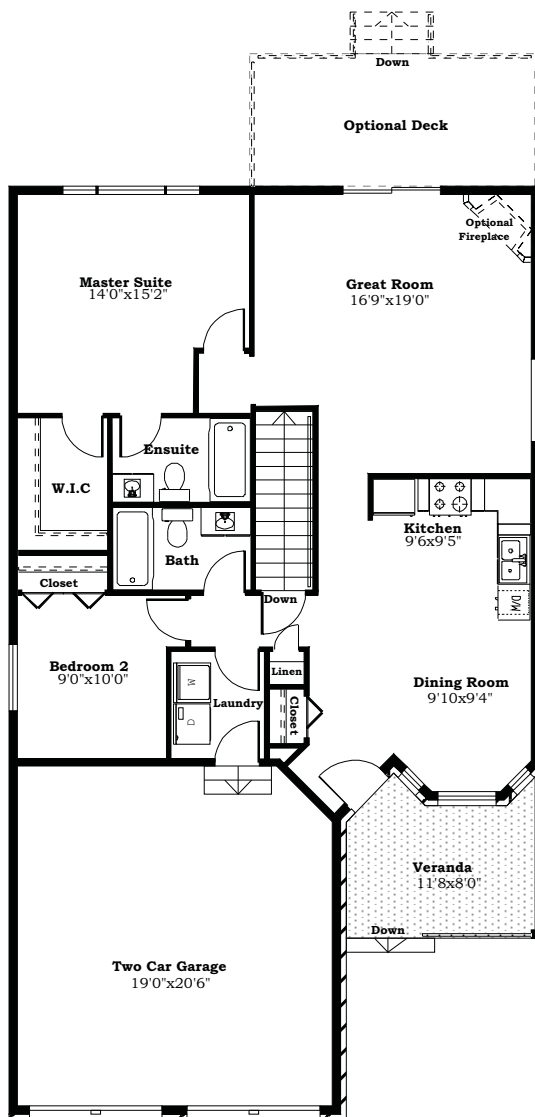 Down
Optional Deck
Optional
Fireplace
Master Suite
14'0"x15'2"
Great Room
16'9"x19'0"
Ensuite
W.I.C
Kitchen
9'6x9'5"
Bath
Closet
D/W
Down
Bedroom 2
9'0"x10'0"
Linen
Dining Room
9'10x9'4"
W
Laundry
Closet
D
Veranda
11'8x8'0"
Down
Two Car Garage
19'0"x20'6"